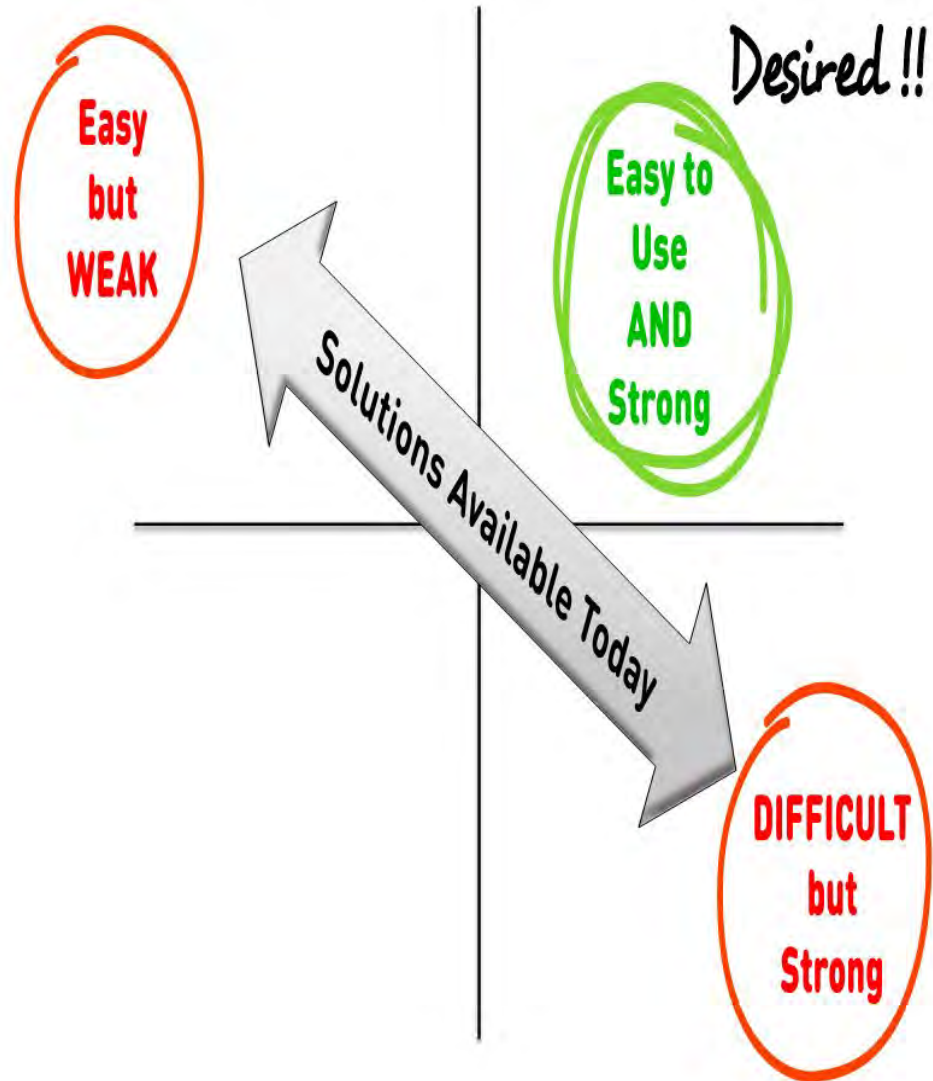 Desired !!
Easy
but
WEAK
Easy to
Use
AND
Strong
Solutions Available Today
DIFFICULT
but
Strong